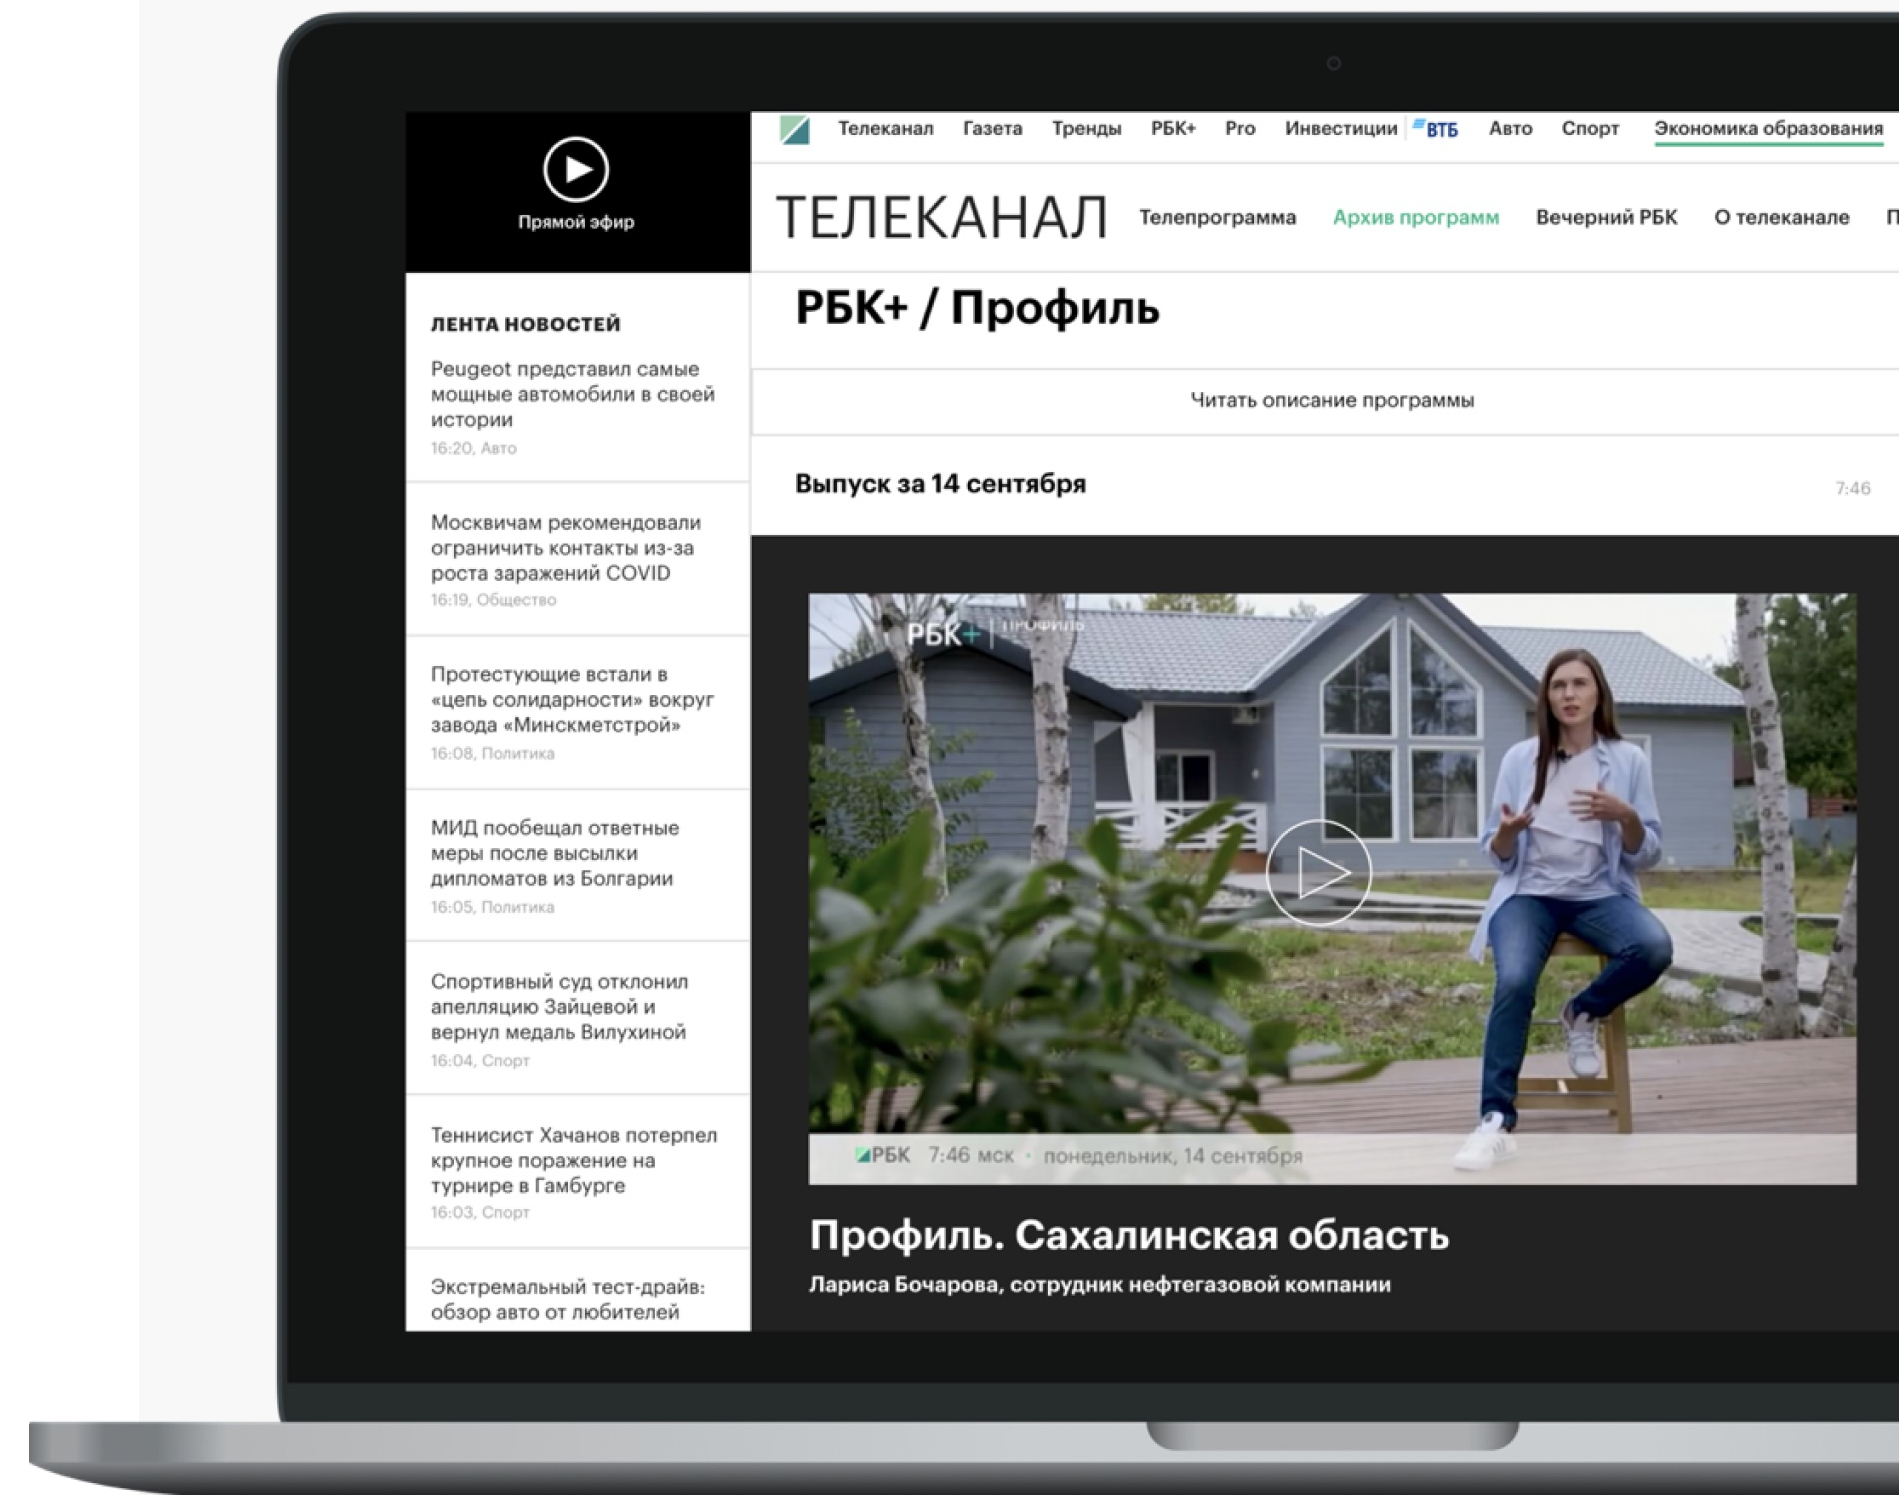 Прямой эфир
ЛЕНТА НОВОСТЕЙ
Peugeot представил самые
мощные автомобили в своей
истории
16:20, Авто
Москвичам рекомендовали
ограничить контакты из-за
роста заражений COVID
16:19, Общество
Протестующие встали в
«цепь солидарности» вокруг
завода «Минскметстрой»
16:08, Политика
МИД пообещал ответные
меры после высылки
дипломатов из Болгарии
16:05, Политика
Спортивный суд отклонил
апелляцию Зайцевой и
вернул медаль Вилухиной
16:04, Спорт
Теннисист Хачанов потерпел
крупное поражение на
турнире в Гамбурге
16:03, Спорт
Экстремальный тест-драйв:
обзор авто от любителей
Телеканал Газета Тренды РБК+ Pro Инвестиции ВТБ Авто Спорт Экономика образования
ТЕЛЕКАНАЛ Телепрограмма Архив программ Вечерний РБК О телеканале П
РБК+ / Профиль
Читать описание программы
Выпуск за 14 сентября 7:46
РБК+ | ПРОФИЛЬ
РБК 7:46 мск · понедельник, 14 сентября
Профиль. Сахалинская область
Лариса Бочарова, сотрудник нефтегазовой компании